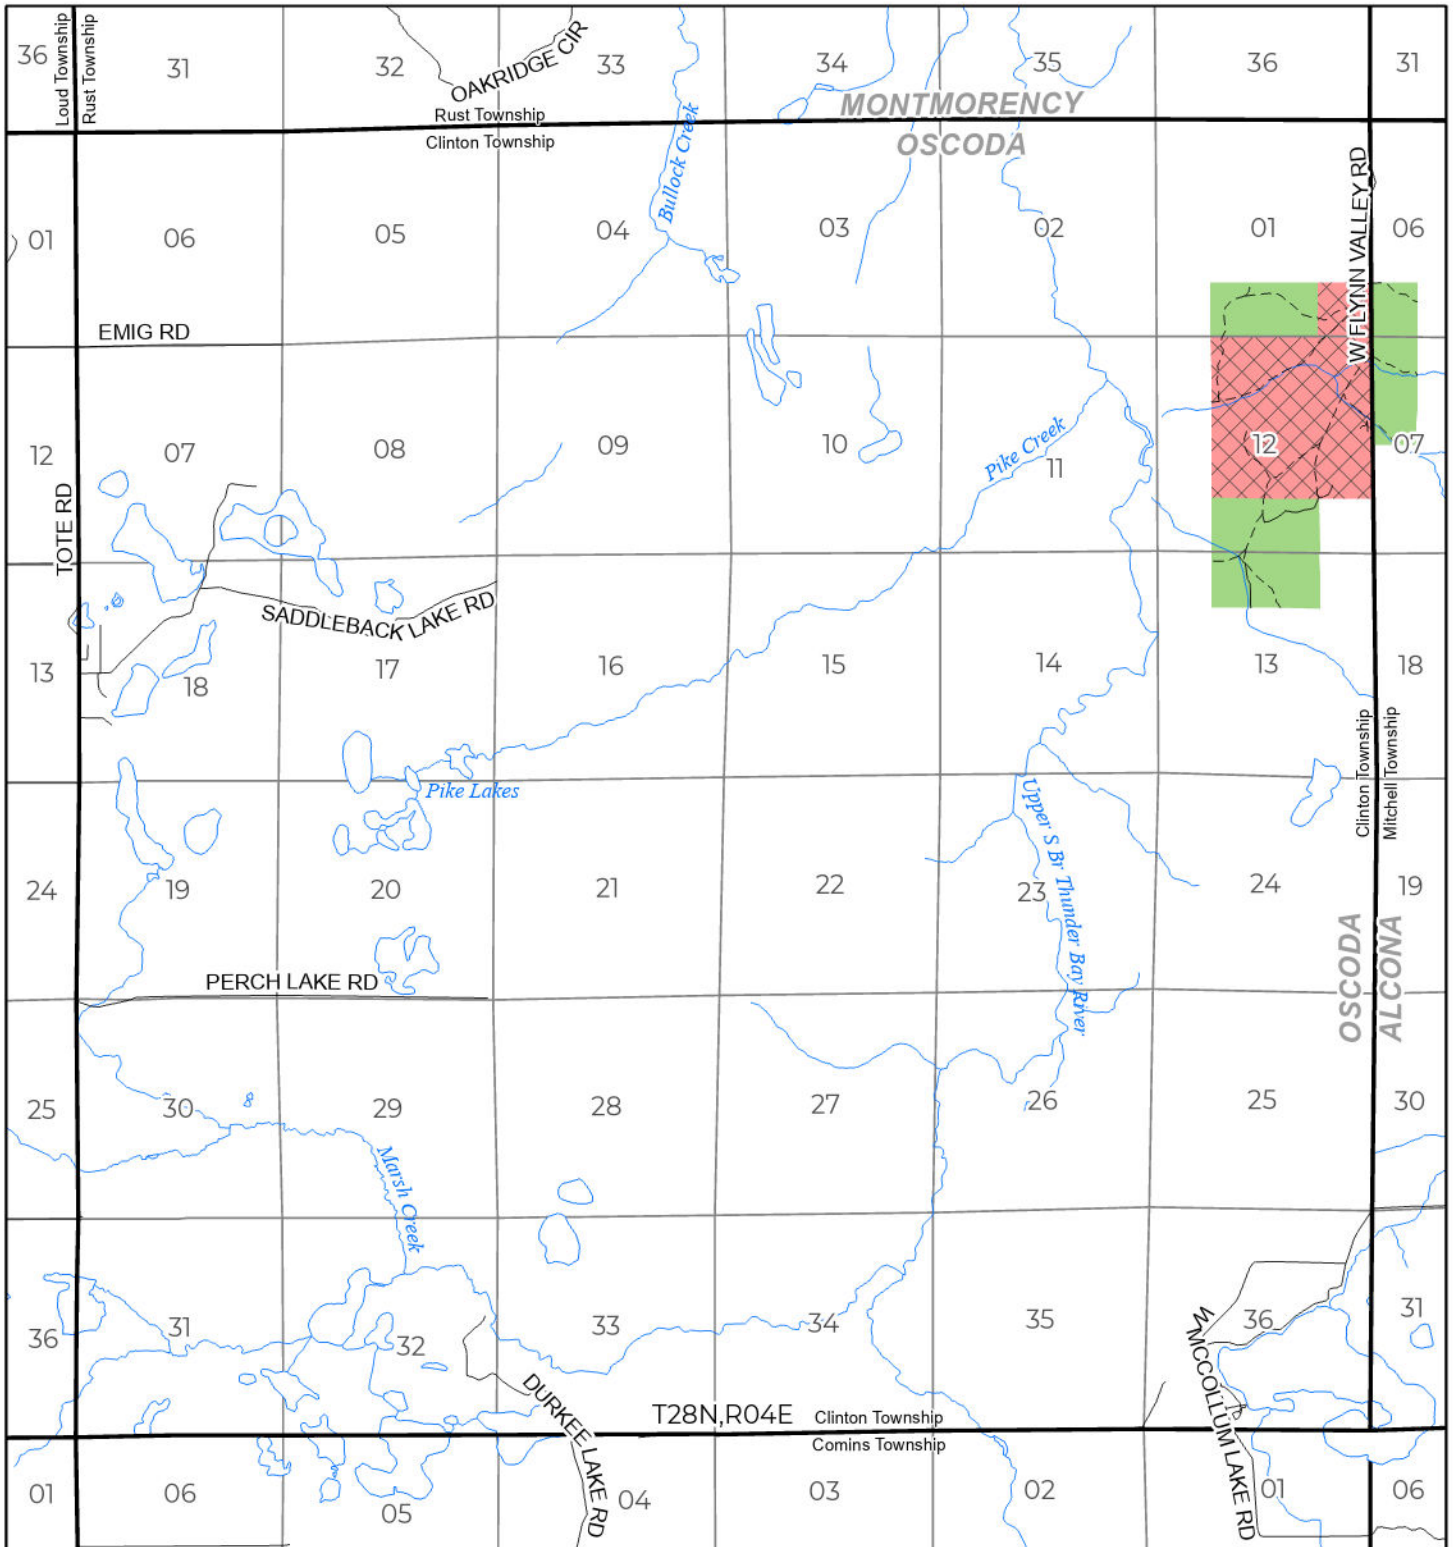 36
Loud Township
Rust Township
31
32
OAKRIDGE CIR
33
34
35
36
31
MONTMORENCY
Rust Township
Clinton Township
OSCODA
Bullock Creek
W FLYNN VALLEY RD
01
06
05
04
03
02
01
06
EMIG RD
12
07
08
09
10
Pike Creek
11
12
07
TOTE RD
SADDLEBACK LAKE RD
13
18
17
16
15
14
13
18
Pike Lakes
Clinton Township
Mitchell Township
Upper S Br Thunder Bay River
24
19
20
21
22
23
24
19
PERCH LAKE RD
OSCODA
ALCONA
25
30
29
28
27
26
25
30
Marsh Creek
36
31
32
33
34
35
36
31
W MCCOLLUM LAKE RD
DURKEE LAKE RD
T28N,R04E
Clinton Township
Comins Township
01
06
05
04
03
02
01
06